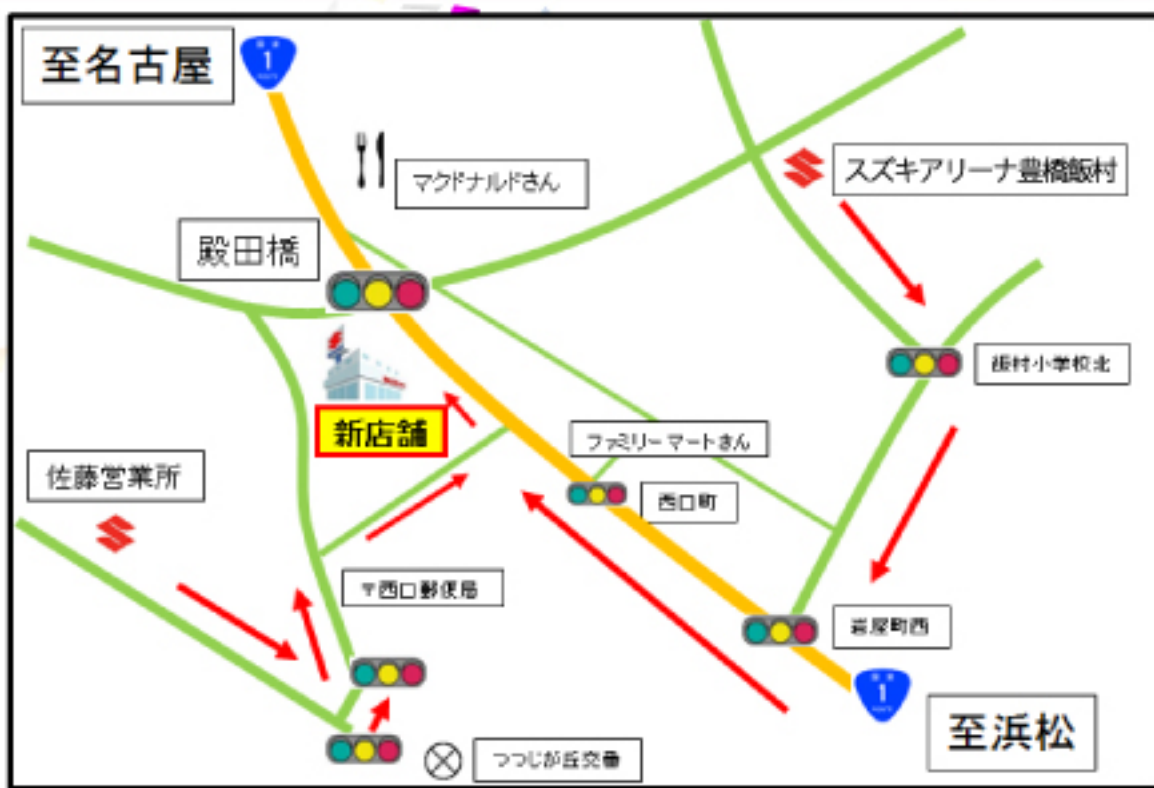 至名古屋
1
マクドナルドさん
スズキアリーナ豊橋飯村
殿田橋
飯村小学校北
新店舗
ファミリーマートさん
佐藤営業所
西口町
〒西口郵便局
岩屋町西
1
至浜松
つつじが丘交番